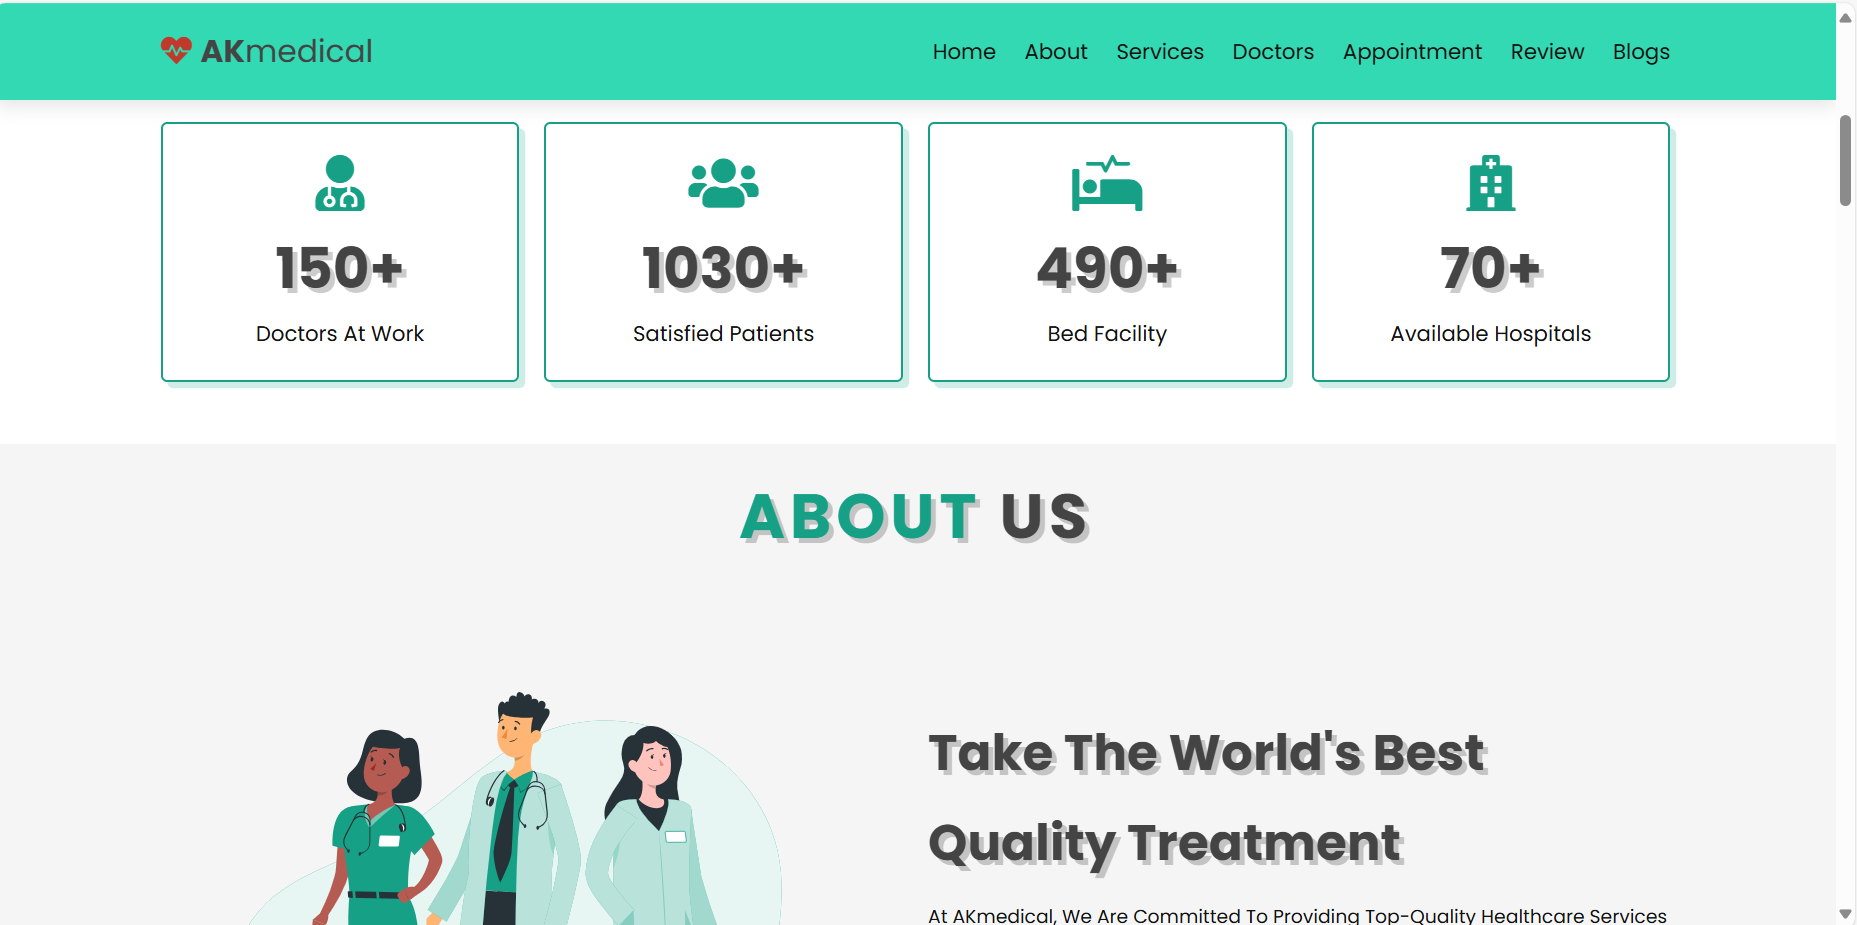 AKmedical
Home About Services Doctors Appointment Review Blogs
150+
Doctors At Work
1030+
Satisfied Patients
490+
Bed Facility
70+
Available Hospitals
ABOUT US
Take The World's Best
Quality Treatment
At AKmedical, We Are Committed To Providing Top-Quality Healthcare Services